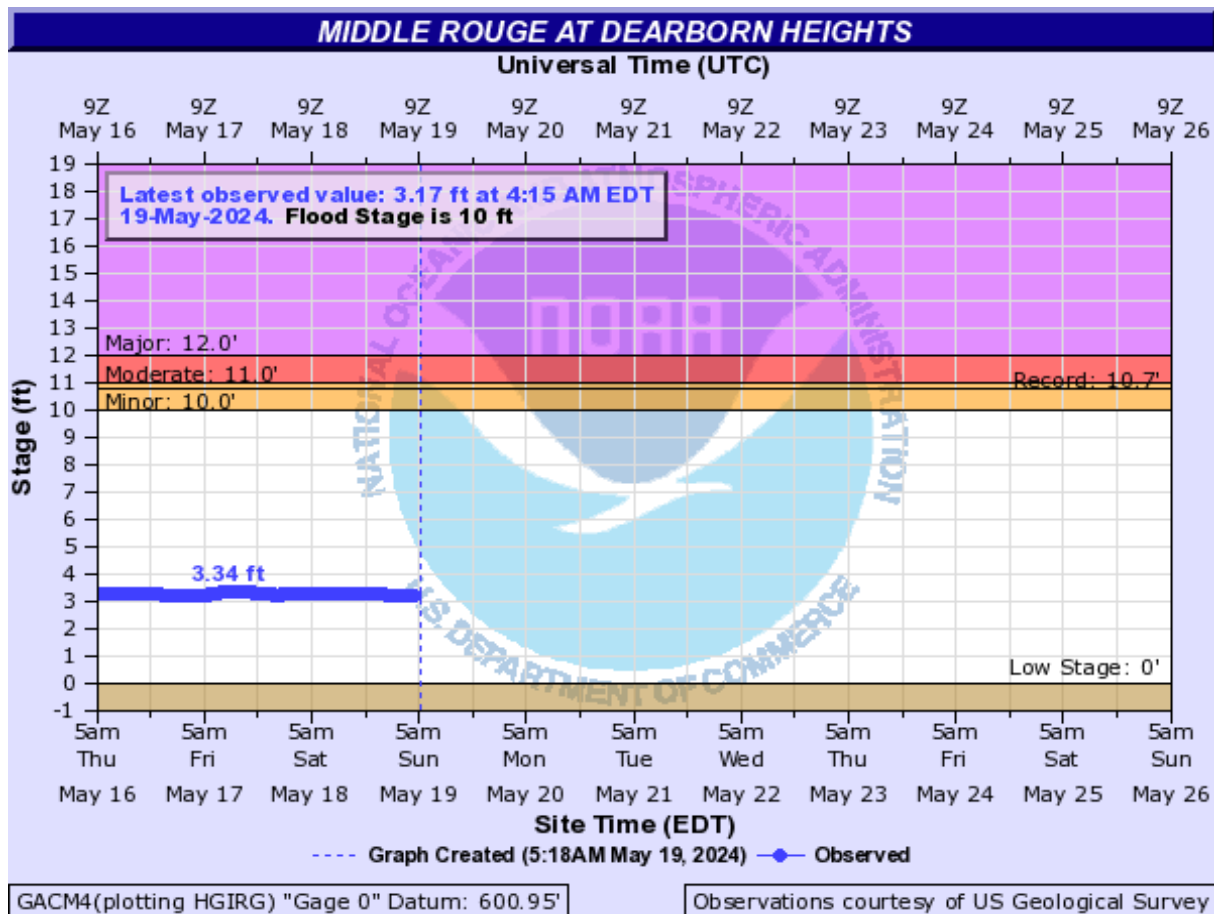 MIDDLE ROUGE AT DEARBORN HEIGHTS
Universal Time (UTC)
9Z 9Z 9Z 9Z 9Z 9Z 9Z 9Z 9Z 9Z 9Z
May 16 May 17 May 18 May 19 May 20 May 21 May 22 May 23 May 24 May 25 May 26
Latest observed value: 3.17 ft at 4:15 AM EDT
19-May-2024. Flood Stage is 10 ft
NATIONAL OCEANIC AND ATMOSPHERIC ADMINISTRATION
NOAA
U.S. DEPARTMENT OF COMMERCE
Stage (ft)
19
18
17
16
15
14
13
12
11
10
9
8
7
6
5
4
3
2
1
0
-1
Major: 12.0'
Moderate: 11.0'
Record: 10.7'
Minor: 10.0'
3.34 ft
Low Stage: 0'
5am 5am 5am 5am 5am 5am 5am 5am 5am 5am 5am
Thu Fri Sat Sun Mon Tue Wed Thu Fri Sat Sun
May 16 May 17 May 18 May 19 May 20 May 21 May 22 May 23 May 24 May 25 May 26
Site Time (EDT)
Graph Created (5:18AM May 19, 2024) Observed
GACM4(plotting HGIRG) "Gage 0" Datum: 600.95'
Observations courtesy of US Geological Survey